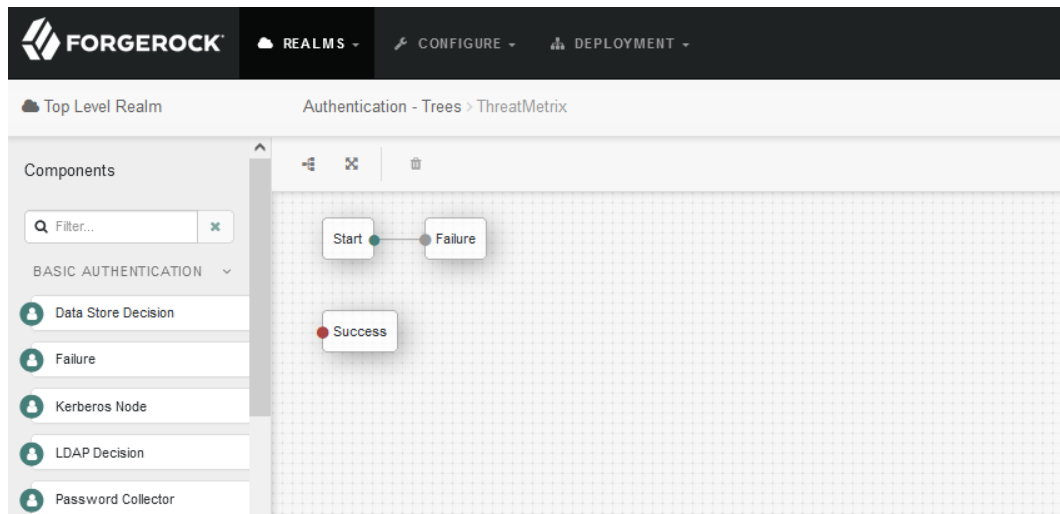 FORGEROCK
REALMS
CONFIGURE
DEPLOYMENT
Top Level Realm
Authentication - Trees > ThreatMetrix
Components
Filter...
Start
Failure
BASIC AUTHENTICATION
Data Store Decision
Success
Failure
Kerberos Node
LDAP Decision
Password Collector